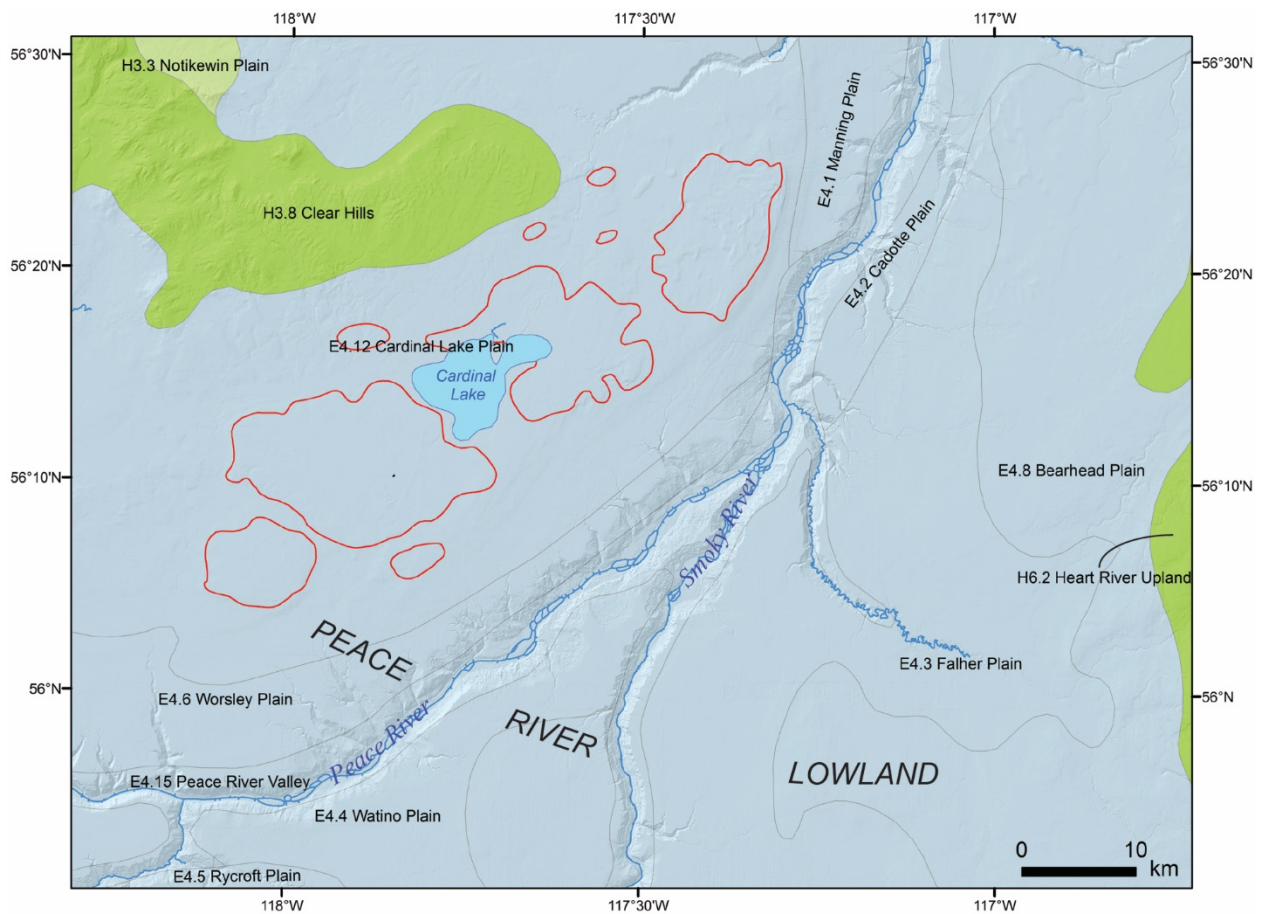 118°W
117°30'W
117°W
56°30'N
56°30'N
H3.3 Notikewin Plain
E4.1 Manning Plain
H3.8 Clear Hills
E4.2 Cadotte Plain
56°20'N
56°20'N
E4.12 Cardinal Lake Plain
Cardinal
Lake
56°10'N
E4.8 Bearhead Plain
56°10'N
Smoky River
H6.2 Heart River Upland
PEACE
E4.3 Falher Plain
56°N
E4.6 Worsley Plain
56°N
RIVER
Peace River
LOWLAND
E4.15 Peace River Valley
E4.4 Watino Plain
0 10
km
E4.5 Rycroft Plain
118°W
117°30'W
117°W